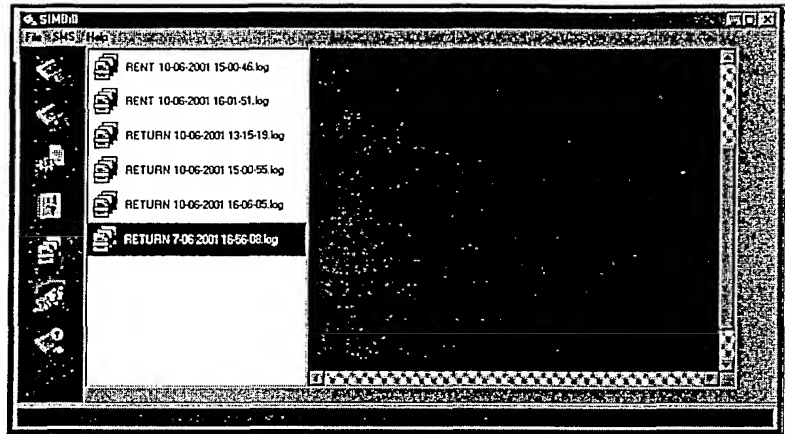 SIMBill
File SMS Help
RENT 10-06-2001 15-00-46.log
RENT 10-06-2001 16-01-51.log
RETURN 10-06-2001 13-15-19.log
RETURN 10-06-2001 15-00-55.log
RETURN 10-06-2001 16-06-05.log
RETURN 7-06 2001 16-56-08.log